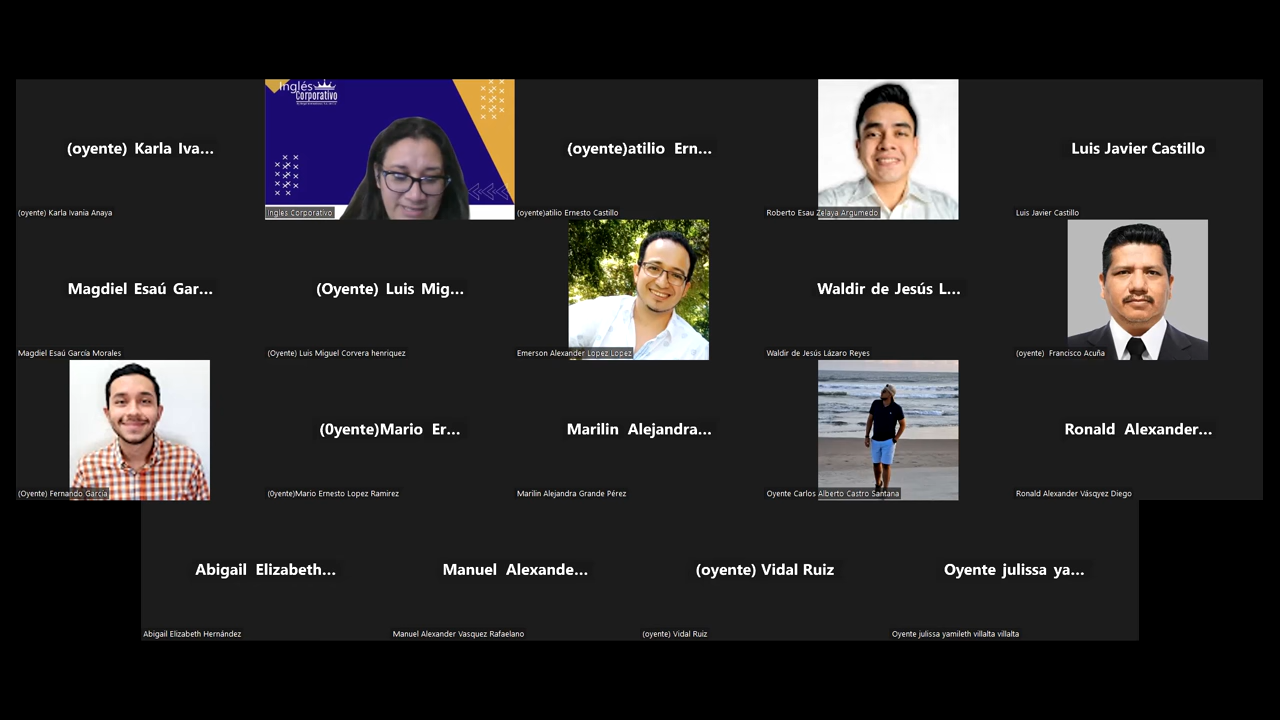 (oyente) Karla Iva...
(oyente) Karla Ivania Anaya
Inglés
Corporativo
Ingles Corporativo
(oyente)atilio Ern...
(oyente)atilio Ernesto Castillo
Roberto Esau Zelaya Argumedo
Luis Javier Castillo
Luis Javier Castillo
Magdiel Esaú Gar...
Magdiel Esaú García Morales
(Oyente) Luis Mig...
(Oyente) Luis Miguel Corvera henriquez
Emerson Alexander Lopez Lopez
Waldir de Jesús L...
Waldir de Jesús Lázaro Reyes
(oyente) Francisco Acuña
(Oyente) Fernando García
(0yente)Mario Er...
(0yente)Mario Ernesto Lopez Ramirez
Marilin Alejandra...
Marilin Alejandra Grande Pérez
Oyente Carlos Alberto Castro Santana
Ronald Alexander...
Ronald Alexander Vásqyez Diego
Abigail Elizabeth...
Abigail Elizabeth Hernández
Manuel Alexande...
Manuel Alexander Vasquez Rafaelano
(oyente) Vidal Ruiz
(oyente) Vidal Ruiz
Oyente julissa ya...
Oyente julissa yamileth villalta villalta